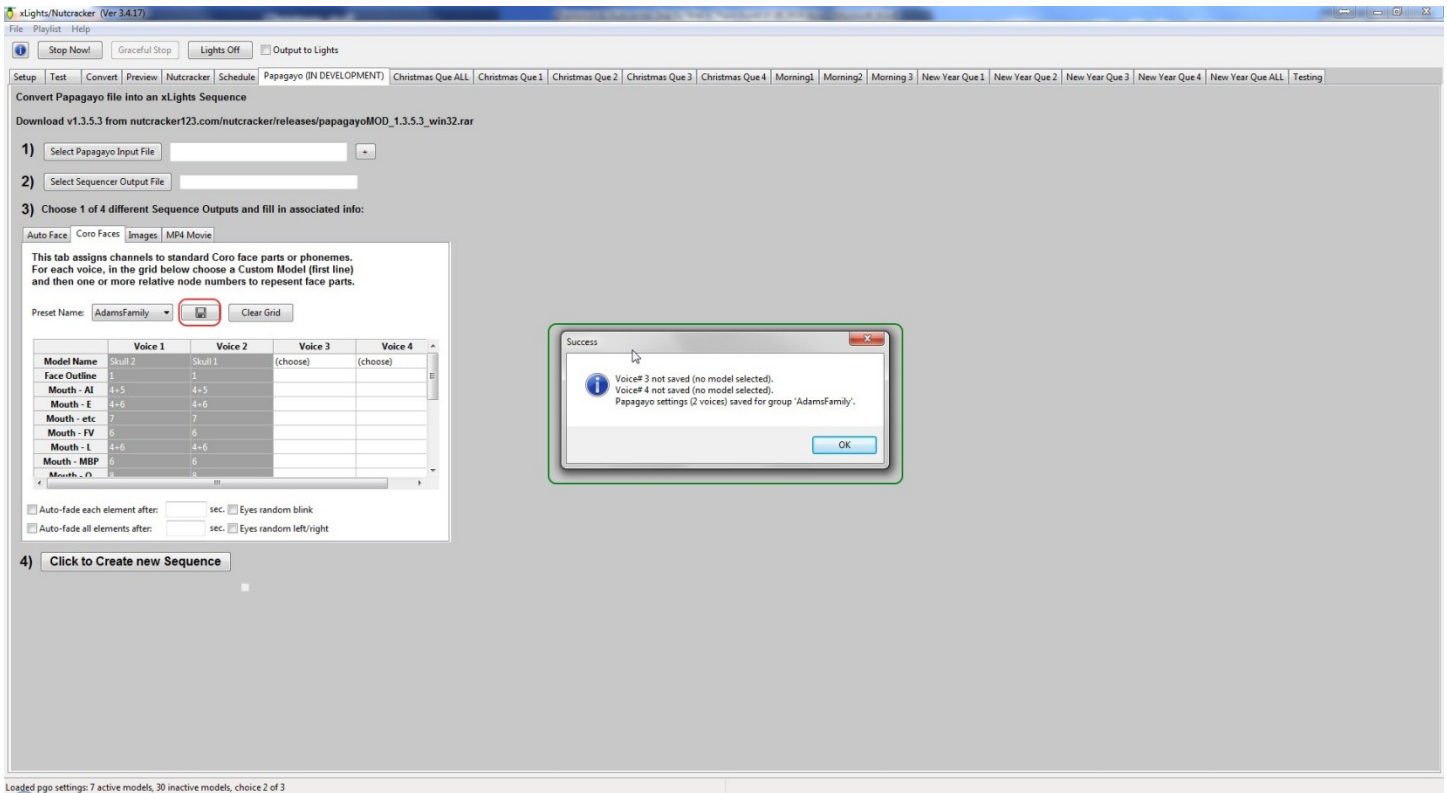 xLights/Nutcracker (Ver 3.4.17)
File Playlist Help
Stop Now! Graceful Stop Lights Off Output to Lights
Setup Test Convert Preview Nutcracker Schedule Papagayo (IN DEVELOPMENT) Christmas Que ALL Christmas Que 1 Christmas Que 2 Christmas Que 3 Christmas Que 4 Morning1 Morning2 Morning 3 New Year Que 1 New Year Que 2 New Year Que 3 New Year Que 4 New Year Que ALL Testing
Convert Papagayo file into an xLights Sequence
Download v1.3.5.3 from nutcracker123.com/nutcracker/releases/papagayoMOD_1.3.5.3_win32.rar
1) Select Papagayo Input File +
2) Select Sequencer Output File
3) Choose 1 of 4 different Sequence Outputs and fill in associated info:
Auto Face Coro Faces Images MP4 Movie
This tab assigns channels to standard Coro face parts or phonemes.
For each voice, in the grid below choose a Custom Model (first line)
and then one or more relative node numbers to repesent face parts.
Preset Name: AdamsFamily Clear Grid
Voice 1 Voice 2 Voice 3 Voice 4
Model Name Skull 2 Skull 1 (choose) (choose)
Face Outline 1 1
Mouth - AI 4+5 4+5
Mouth - E 4+6 4+6
Mouth - etc 7 7
Mouth - FV 6 6
Mouth - L 4+6 4+6
Mouth - MBP 6 6
Mouth - O 8 8
Auto-fade each element after: sec. Eyes random blink
Auto-fade all elements after: sec. Eyes random left/right
4) Click to Create new Sequence
Success
Voice# 3 not saved (no model selected).
Voice# 4 not saved (no model selected).
Papagayo settings (2 voices) saved for group 'AdamsFamily'.
OK
Loaded pgo settings: 7 active models, 30 inactive models, choice 2 of 3